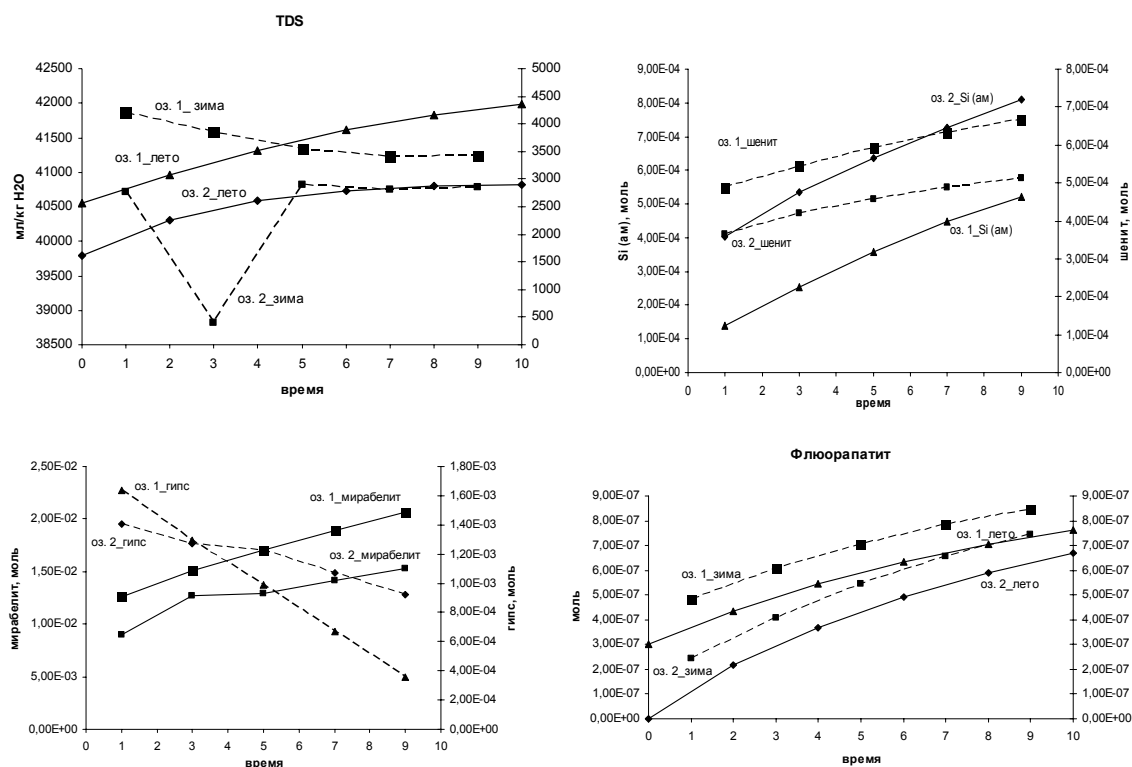 TDS
мл/кг H2O
42500
42000
41500
41000
40500
40000
39500
39000
38500
5000
4500
4000
3500
3000
2500
2000
1500
1000
500
0
оз. 1_ зима
оз. 1_лето
оз. 2_лето
оз. 2_зима
0 1 2 3 4 5 6 7 8 9 10
время
Si (ам), моль
9,00E-04
8,00E-04
7,00E-04
6,00E-04
5,00E-04
4,00E-04
3,00E-04
2,00E-04
1,00E-04
0,00E+00
8,00E-04
7,00E-04
6,00E-04
5,00E-04
4,00E-04
3,00E-04
2,00E-04
1,00E-04
0,00E+00
шенит, моль
оз. 2_Si (ам)
оз. 1_шенит
оз. 2_шенит
оз. 1_Si (ам)
0 1 2 3 4 5 6 7 8 9 10
время
мирабелит, моль
2,50E-02
2,00E-02
1,50E-02
1,00E-02
5,00E-03
0,00E+00
1,80E-03
1,60E-03
1,40E-03
1,20E-03
1,00E-03
8,00E-04
6,00E-04
4,00E-04
2,00E-04
0,00E+00
гипс, моль
оз. 1_гипс
оз. 1_мирабелит
оз. 2_гипс
оз. 2_мирабелит
0 1 2 3 4 5 6 7 8 9 10
время
Флюорапатит
моль
9,00E-07
8,00E-07
7,00E-07
6,00E-07
5,00E-07
4,00E-07
3,00E-07
2,00E-07
1,00E-07
0,00E+00
9,00E-07
8,00E-07
7,00E-07
6,00E-07
5,00E-07
4,00E-07
3,00E-07
2,00E-07
1,00E-07
0,00E+00
оз. 1_зима
оз. 1_лето
оз. 2_лето
оз. 2_зима
0 1 2 3 4 5 6 7 8 9 10
время